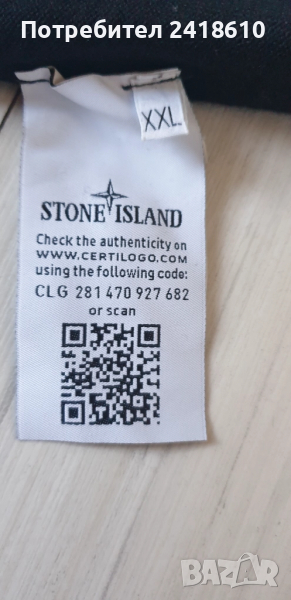 Потребител 2418610
XXL
STONE ISLAND
Check the authenticity on
WWW.CERTILOGO.COM
using the following code:
CLG 281 470 927 682
or scan
BAZAR